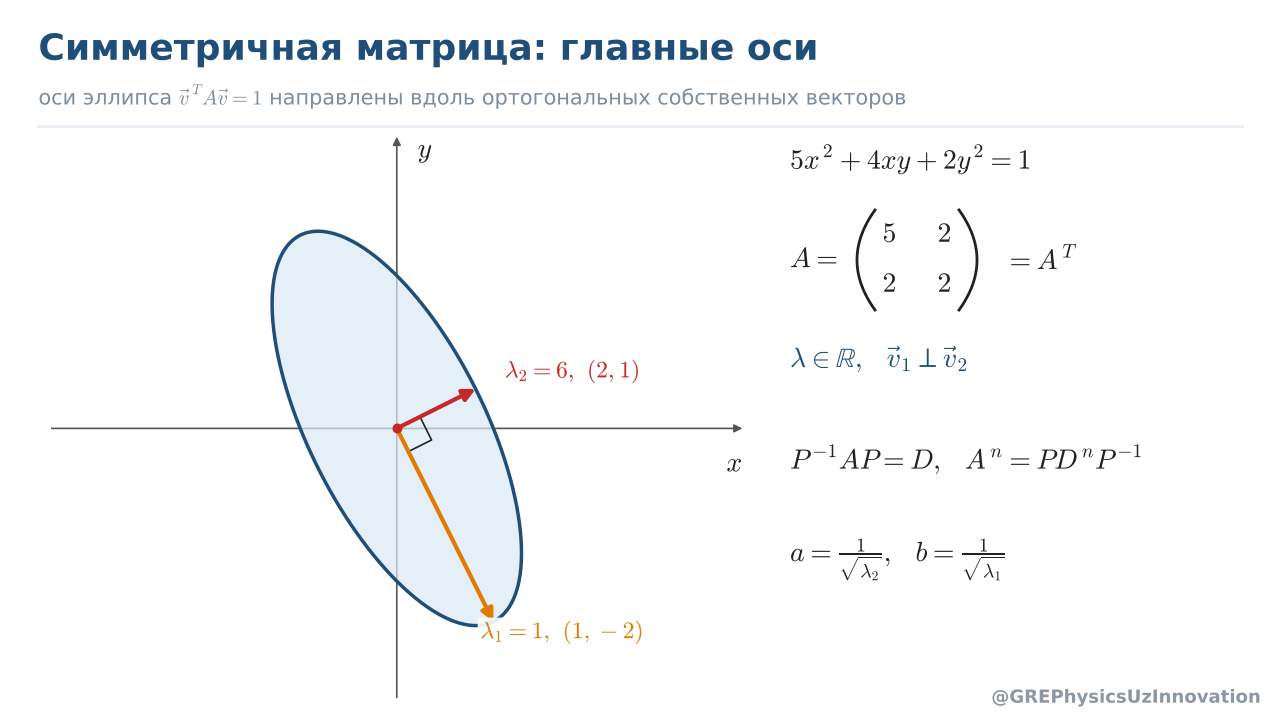 Симметричная матрица: главные оси
оси эллипса v⃗ᵀAv⃗ = 1 направлены вдоль ортогональных собственных векторов
y
x
λ₂ = 6, (2, 1)
λ₁ = 1, (1, −2)
5x² + 4xy + 2y² = 1
A = (5 2
2 2) = Aᵀ
λ ∈ ℝ, v⃗₁ ⊥ v⃗₂
P⁻¹AP = D, Aⁿ = PDⁿP⁻¹
a = 1/√λ₂, b = 1/√λ₁
@GREPhysicsUzInnovation